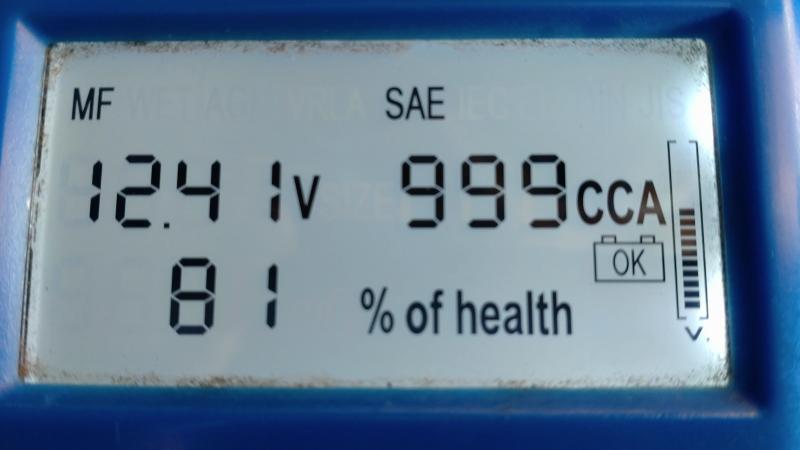 MF SAE
12.41V 999CCA
OK
81 % of health